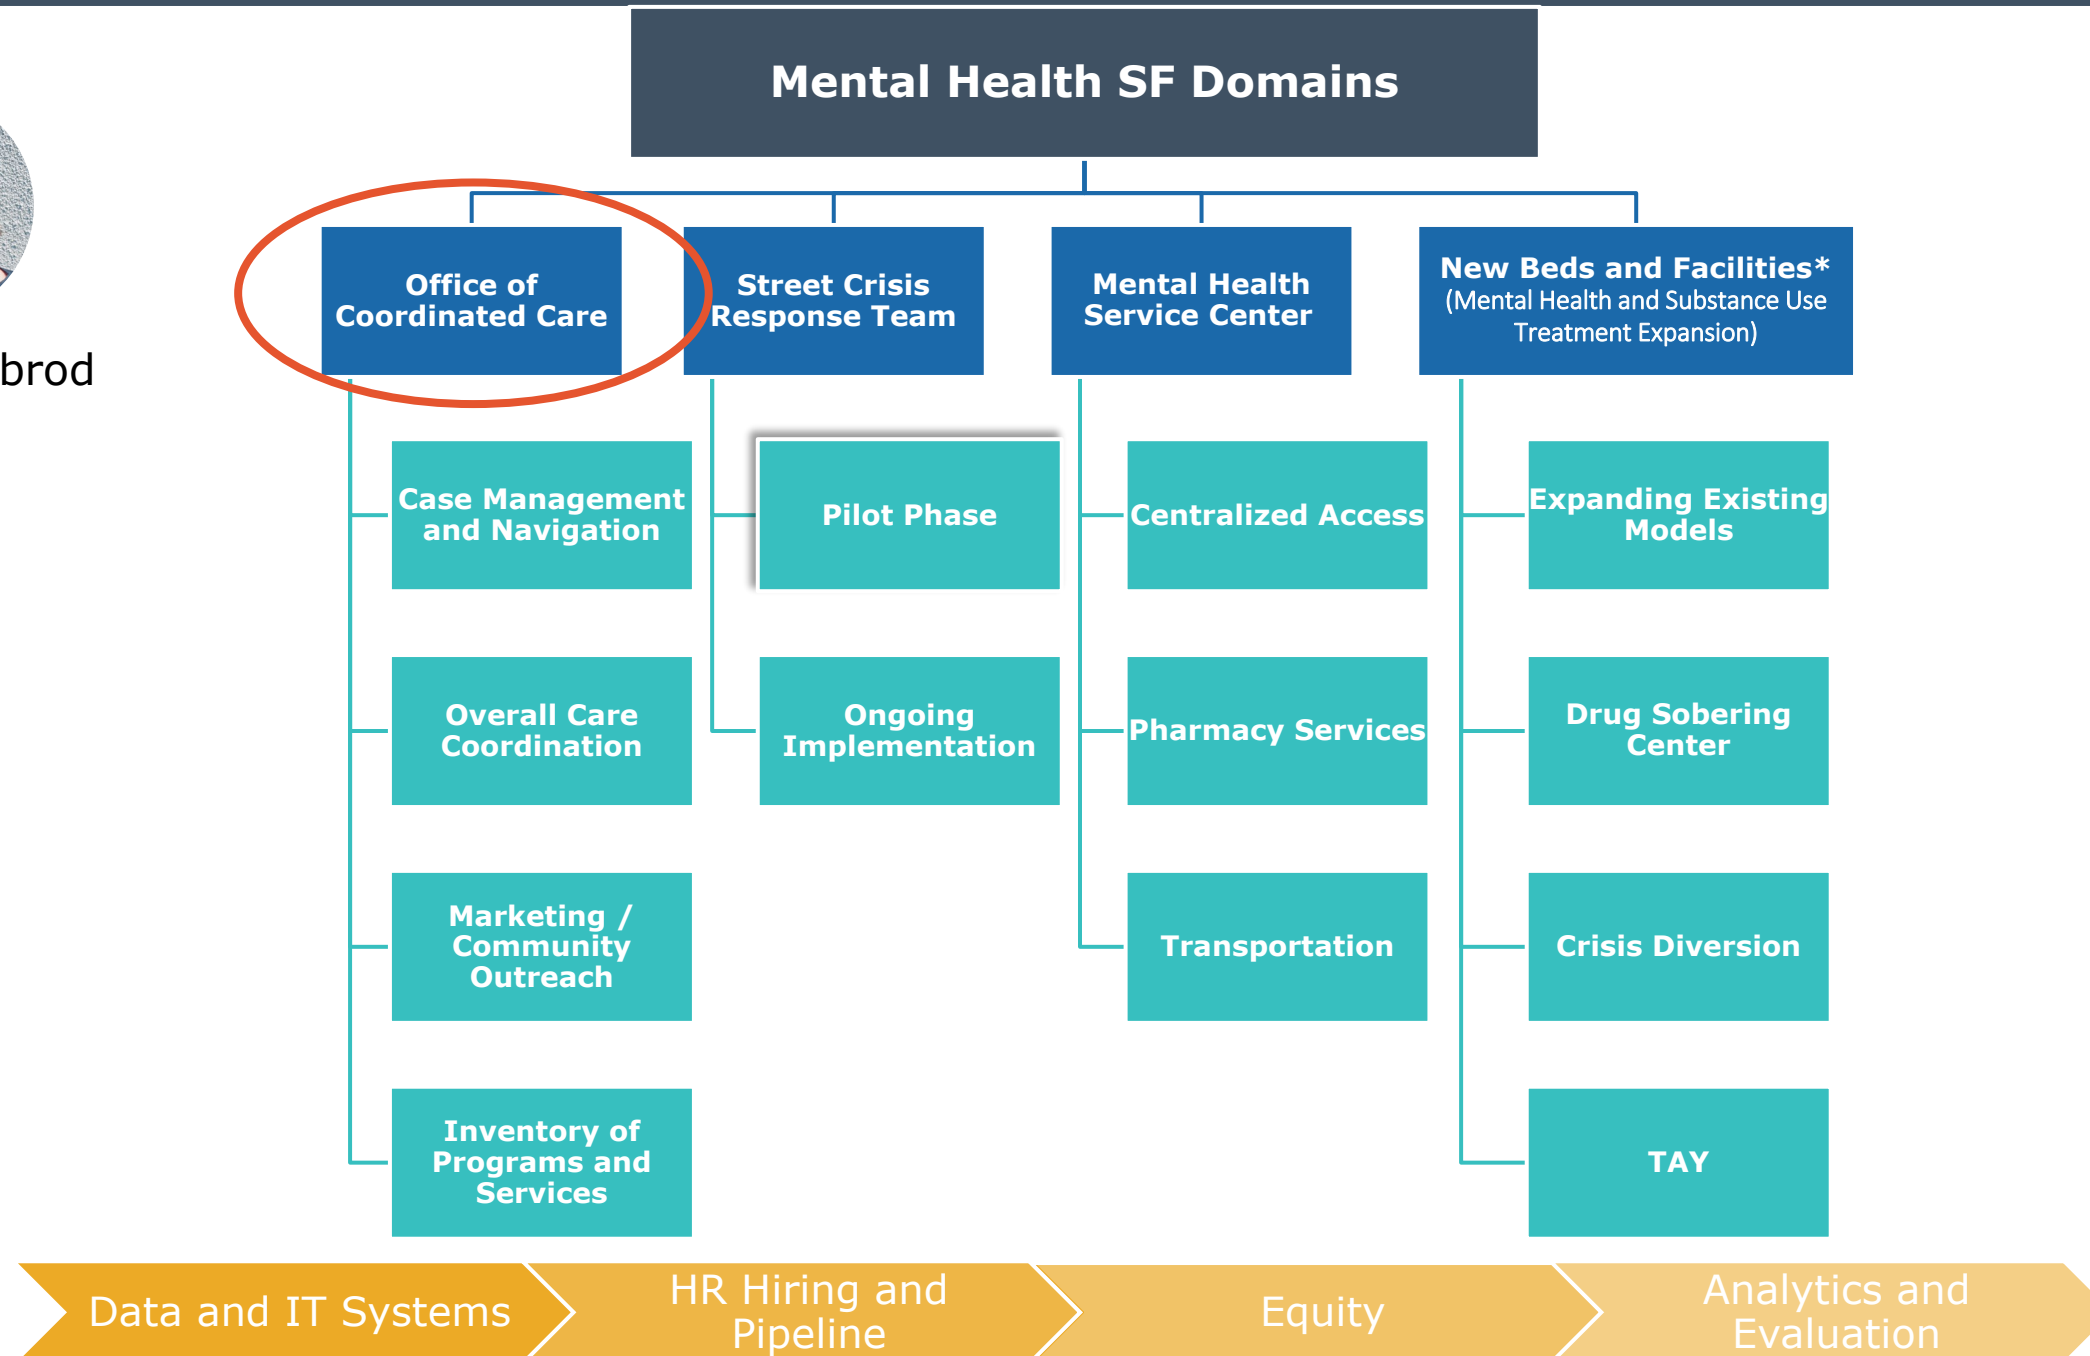 Mental Health SF Domains
brod
Office of
Coordinated Care
Street Crisis
Response Team
Mental Health
Service Center
New Beds and Facilities*
(Mental Health and Substance Use
Treatment Expansion)
Case Management
and Navigation
Pilot Phase
Centralized Access
Expanding Existing
Models
Overall Care
Coordination
Ongoing
Implementation
Pharmacy Services
Drug Sobering
Center
Marketing /
Community
Outreach
Transportation
Crisis Diversion
Inventory of
Programs and
Services
TAY
Data and IT Systems
HR Hiring and
Pipeline
Equity
Analytics and
Evaluation